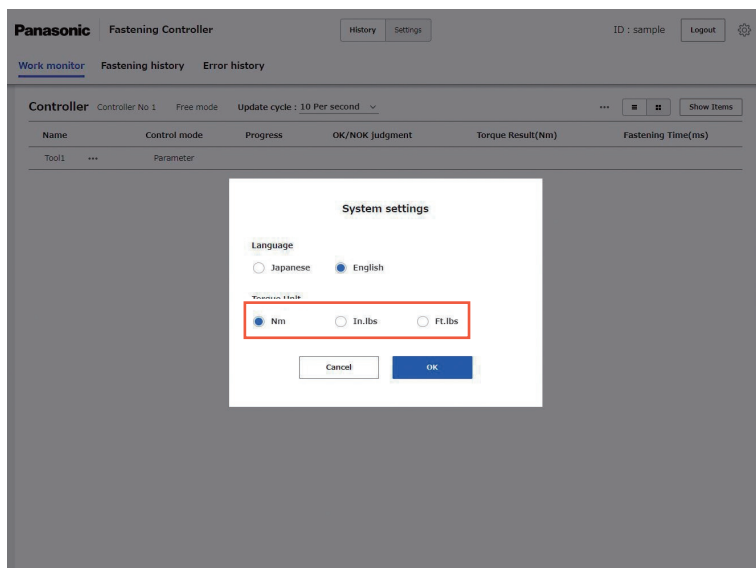 Panasonic Fastening Controller History Settings ID : sample Logout
Work monitor Fastening history Error history
Controller Controller No 1 Free mode Update cycle : 10 Per second ••• Show Items
Name Control mode Progress OK/NOK judgment Torque Result(Nm) Fastening Time(ms)
Tool1 ••• Parameter
System settings
Language
Japanese English
Torque Unit
Nm In.lbs Ft.lbs
Cancel OK